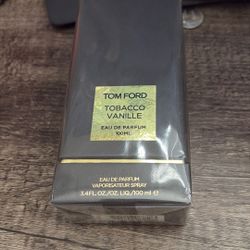 TOM FORD
TOBACCO
VANILLE
EAU DE PARFUM
100ML
EAU DE PARFUM
VAPORISATEUR SPRAY
3.4 FL.OZ./OZ. LIQ./100 ml ℮